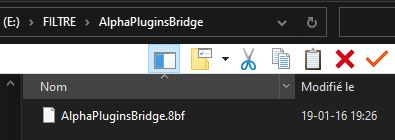 (E:) > FILTRE > AlphaPluginsBridge
Nom
Modifié le
AlphaPluginsBridge.8bf
19-01-16 19:26